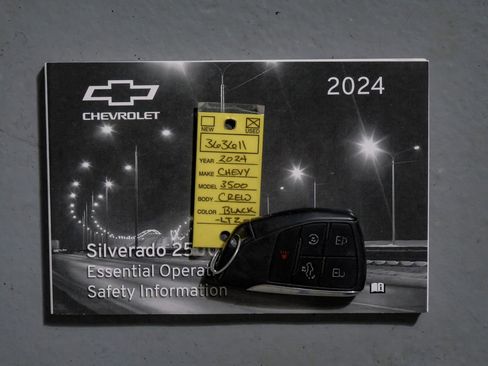 2024
CHEVROLET
NEW USED
363611
YEAR 2024
MAKE CHEVY
MODEL 3500
BODY CREW
COLOR BLACK
-LTZ-
Silverado 25
Essential Operat
Safety Information